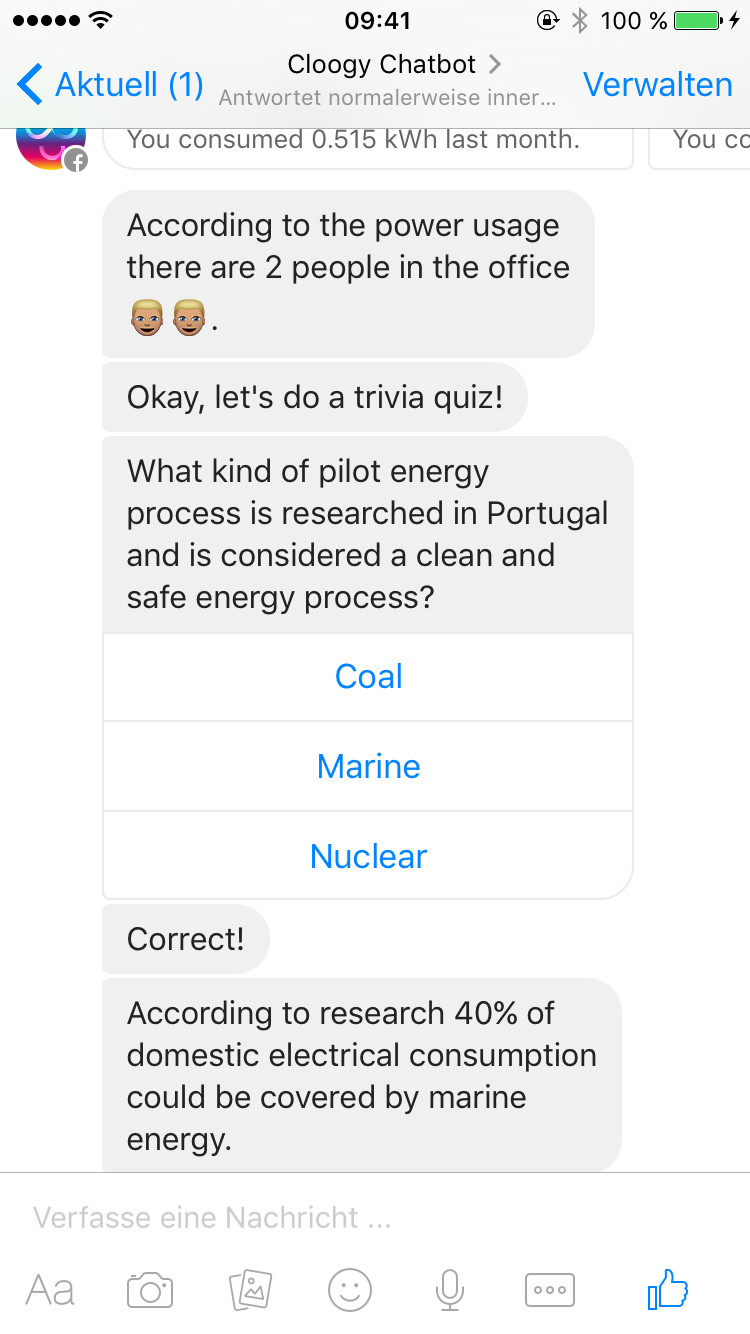 09:41
100 %
Aktuell (1)
Cloogy Chatbot
Antwortet normalerweise inner...
Verwalten
You consumed 0.515 kWh last month.
You co
According to the power usage
there are 2 people in the office
👱🏼👱🏼.
Okay, let's do a trivia quiz!
What kind of pilot energy
process is researched in Portugal
and is considered a clean and
safe energy process?
Coal
Marine
Nuclear
Correct!
According to research 40% of
domestic electrical consumption
could be covered by marine
energy.
Verfasse eine Nachricht ...
Aa